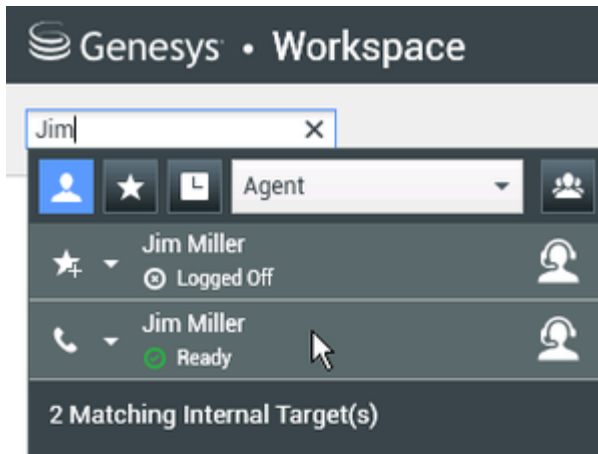 Genesys • Workspace
Jim
Agent
Jim Miller
Logged Off
Jim Miller
Ready
2 Matching Internal Target(s)